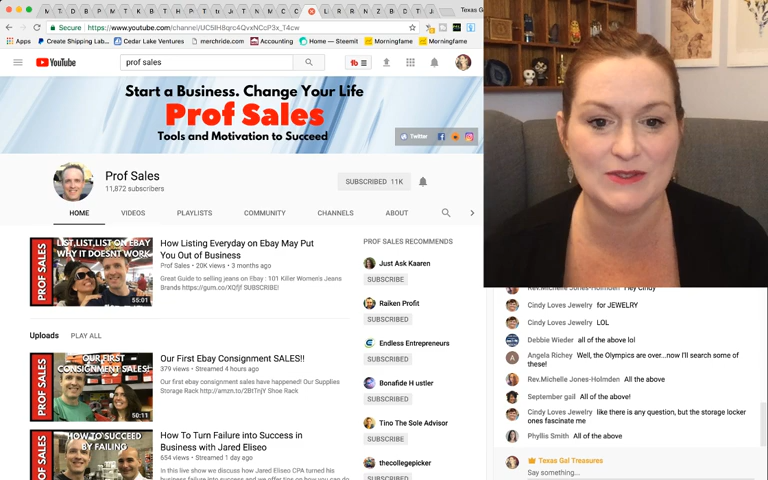 Texas G
Secure
https://www.youtube.com/channel/UC5IH8qrc4QvxNCcP3x_T4cw
Apps
Create Shipping Lab...
Cedar Lake Ventures
merchride.com
Accounting
Home — Steemit
Morningfame
Morningfame
YouTube
prof sales
Start a Business. Change Your Life
Prof Sales
Tools and Motivation to Succeed
Twitter
Prof Sales
11,872 subscribers
SUBSCRIBED 11K
HOME VIDEOS PLAYLISTS COMMUNITY CHANNELS ABOUT
LIST, LIST, LIST ON EBAY
WHY IT DOESNT WORK
PROF SALES
55:01
How Listing Everyday on Ebay May Put
You Out of Business
Prof Sales • 20K views • 3 months ago
Great Guide to selling jeans on Ebay : 101 Killer Women's Jeans
Brands https://gum.co/XQTjf SUBSCRIBE!
Uploads PLAY ALL
OUR FIRST
CONSIGNMENT SALES!
PROF SALES
50:11
Our First Ebay Consignment SALES!!
379 views • Streamed 4 hours ago
Our first ebay consignment sales have happened! Our Supplies
Storage Rack http://amzn.to/2BtTnjY Shoe Rack
HOW TO SUCCEED
BY FAILING
PROF SALES
How To Turn Failure into Success in
Business with Jared Eliseo
654 views • Streamed 1 day ago
In this live show we discuss how Jared Eliseo CPA turned his
business failure into success and we offer tips on how you can do
PROF SALES RECOMMENDS
Just Ask Kaaren
SUBSCRIBE
Raiken Profit
SUBSCRIBED
Endless Entrepreneurs
SUBSCRIBED
Bonafide H ustler
SUBSCRIBED
Tino The Sole Advisor
SUBSCRIBE
thecollegepicker
SUBSCRIBED
Rev.Michelle Jones-Holmden Hey Cindy
Cindy Loves Jewelry for JEWELRY
Cindy Loves Jewelry LOL
Debbie Wieder all of the above lol
Angela Richey Well, the Olympics are over...now I'll search some of
these!
Rev.Michelle Jones-Holmden All the above
September gail All of the above!
Cindy Loves Jewelry like there is any question, but the storage locker
ones fascinate me
Phyllis Smith All of the above
Texas Gal Treasures
Say something...